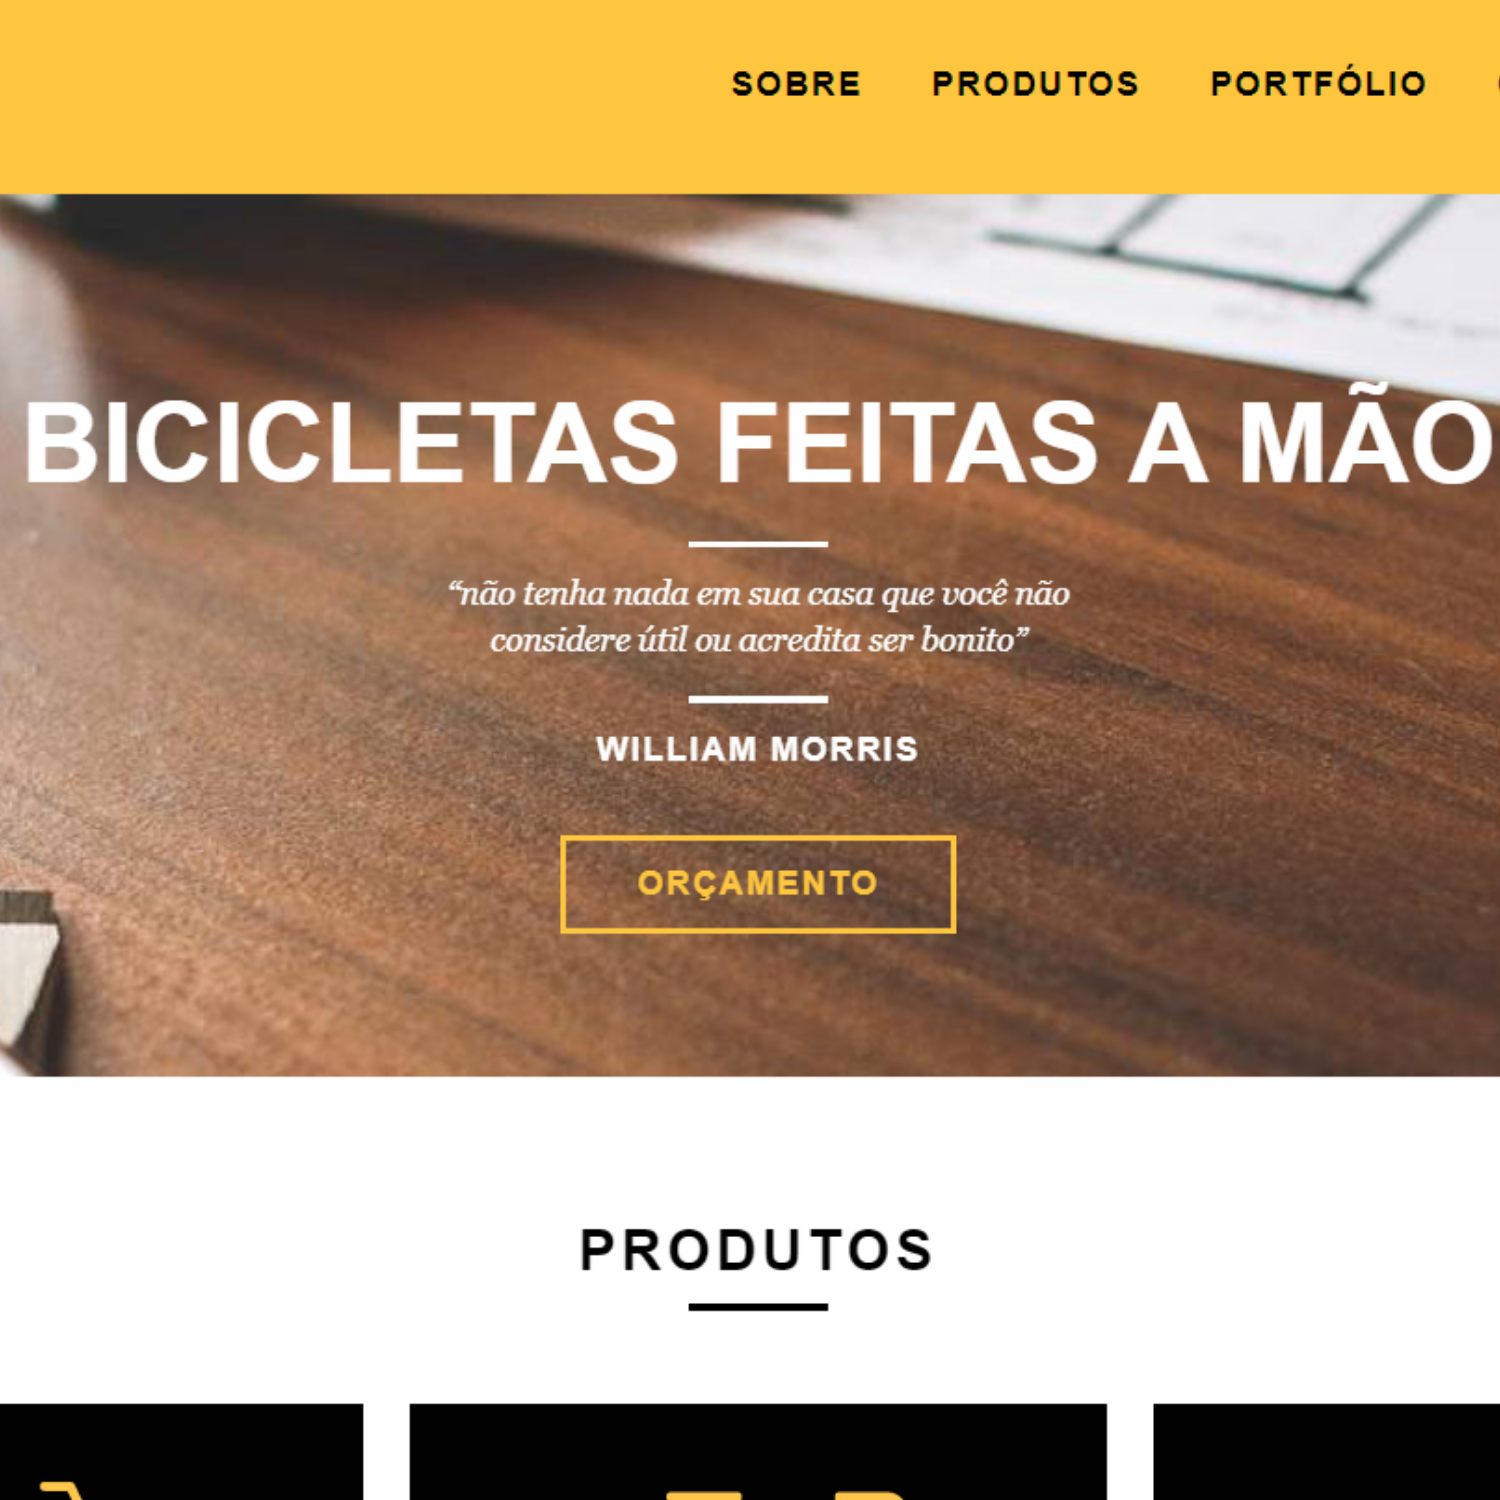 SOBRE PRODUTOS PORTFÓLIO
BICICLETAS FEITAS A MÃO
“não tenha nada em sua casa que você não
considere útil ou acredita ser bonito”
WILLIAM MORRIS
ORÇAMENTO
PRODUTOS